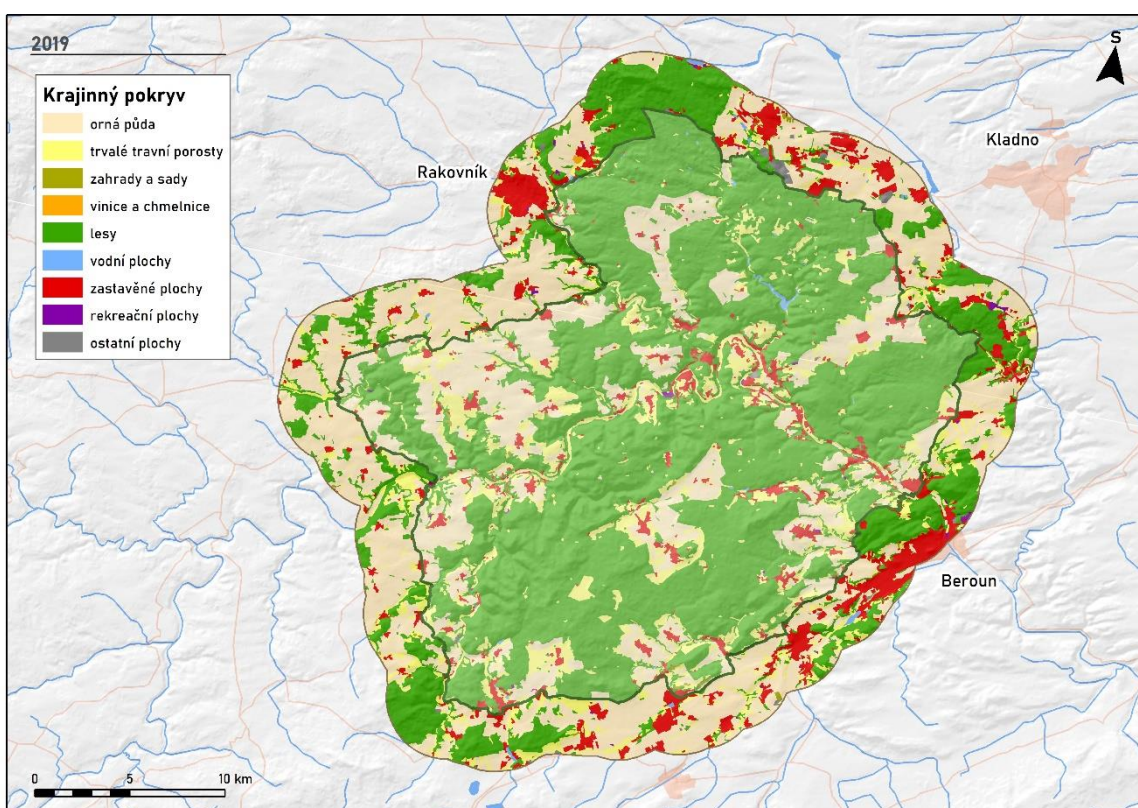 2019
S
Krajinný pokryv
orná půda
trvalé travní porosty
zahrady a sady
vinice a chmelnice
lesy
vodní plochy
zastavěné plochy
rekreační plochy
ostatní plochy
Kladno
Rakovník
Beroun
0 5 10 km